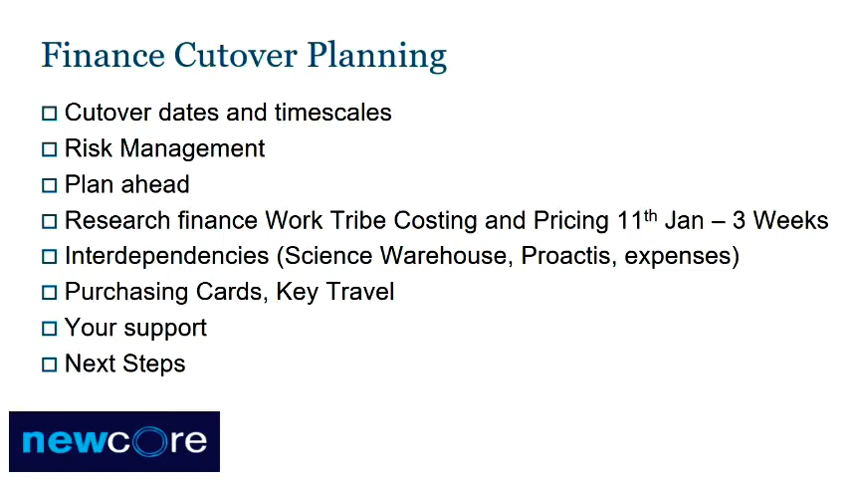 Finance Cutover Planning
Cutover dates and timescales
Risk Management
Plan ahead
Research finance Work Tribe Costing and Pricing 11th Jan – 3 Weeks
Interdependencies (Science Warehouse, Proactis, expenses)
Purchasing Cards, Key Travel
Your support
Next Steps
newcore